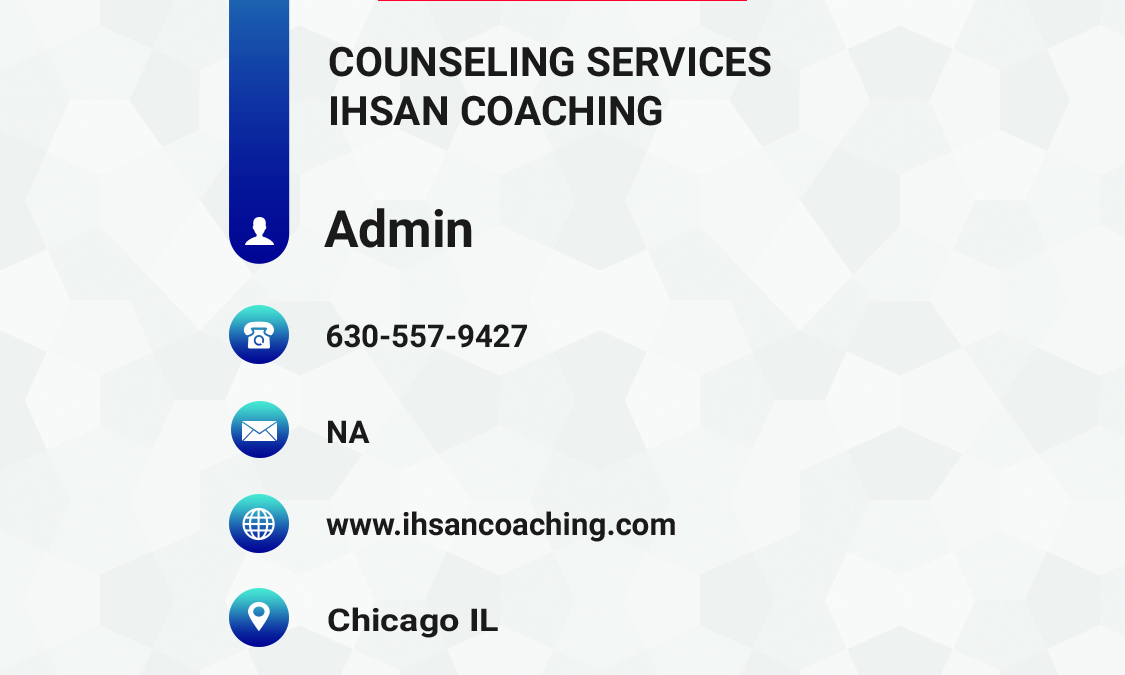 COUNSELING SERVICES
IHSAN COACHING
Admin
630-557-9427
NA
www.ihsancoaching.com
Chicago IL